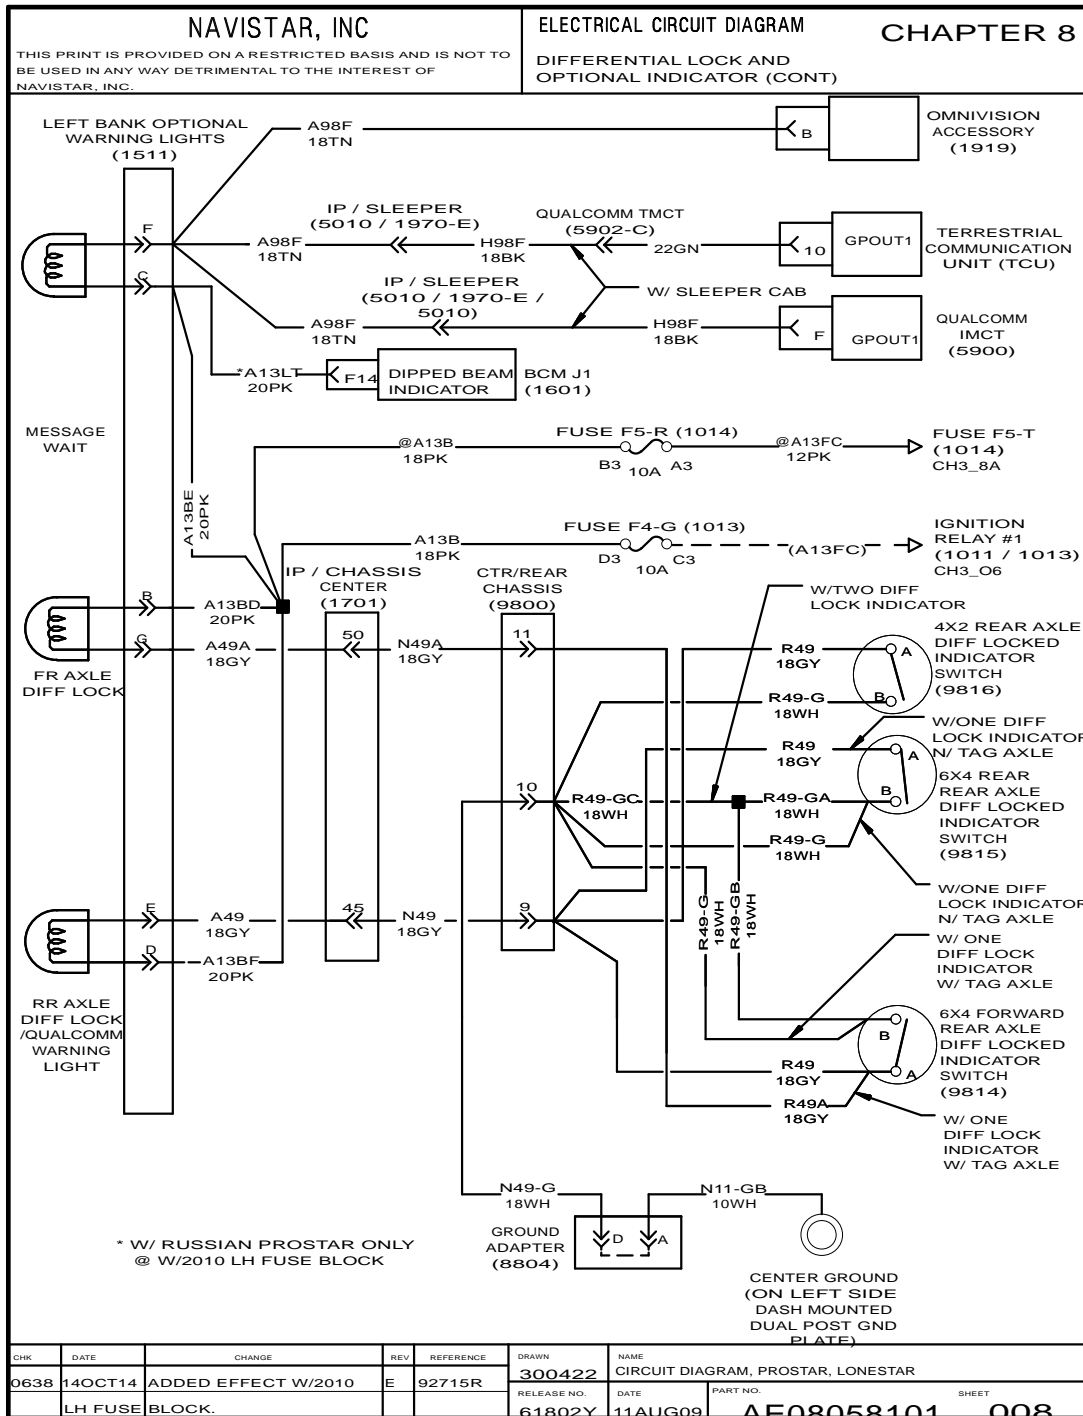 NAVISTAR, INC
THIS PRINT IS PROVIDED ON A RESTRICTED BASIS AND IS NOT TO
BE USED IN ANY WAY DETRIMENTAL TO THE INTEREST OF
NAVISTAR, INC.
ELECTRICAL CIRCUIT DIAGRAM
DIFFERENTIAL LOCK AND
OPTIONAL INDICATOR (CONT)
CHAPTER 8
LEFT BANK OPTIONAL
WARNING LIGHTS
(1511)
A98F
18TN
B
OMNIVISION
ACCESSORY
(1919)
F
A98F
18TN
IP / SLEEPER
(5010 / 1970-E)
H98F
18BK
QUALCOMM TMCT
(5902-C)
22GN
10
GPOUT1
TERRESTRIAL
COMMUNICATION
UNIT (TCU)
C
IP / SLEEPER
(5010 / 1970-E /
5010)
W/ SLEEPER CAB
A98F
18TN
H98F
18BK
F
GPOUT1
QUALCOMM
IMCT
(5900)
*A13LT
20PK
F14
DIPPED BEAM
INDICATOR
BCM J1
(1601)
MESSAGE
WAIT
A13BE
20PK
@A13B
18PK
FUSE F5-R (1014)
B3
10A
A3
@A13FC
12PK
FUSE F5-T
(1014)
CH3_8A
A13B
18PK
FUSE F4-G (1013)
D3
10A
C3
(A13FC)
IGNITION
RELAY #1
(1011 / 1013)
CH3_O6
IP / CHASSIS
CENTER
(1701)
CTR/REAR
CHASSIS
(9800)
W/TWO DIFF
LOCK INDICATOR
B
A13BD
20PK
G
A49A
18GY
50
N49A
18GY
11
FR AXLE
DIFF LOCK
R49
18GY
A
R49-G
18WH
B
4X2 REAR AXLE
DIFF LOCKED
INDICATOR
SWITCH
(9816)
R49
18GY
A
W/ONE DIFF
LOCK INDICATOR
N/ TAG AXLE
10
R49-GC
18WH
R49-GA
18WH
B
6X4 REAR
REAR AXLE
DIFF LOCKED
INDICATOR
SWITCH
(9815)
R49-G
18WH
W/ONE DIFF
LOCK INDICATOR
N/ TAG AXLE
R49-G
18WH
R49-GB
18WH
E
A49
18GY
45
N49
18GY
9
D
A13BF
20PK
W/ ONE
DIFF LOCK
INDICATOR
W/ TAG AXLE
RR AXLE
DIFF LOCK
/QUALCOMM
WARNING
LIGHT
B
R49
18GY
A
6X4 FORWARD
REAR AXLE
DIFF LOCKED
INDICATOR
SWITCH
(9814)
R49A
18GY
W/ ONE
DIFF LOCK
INDICATOR
W/ TAG AXLE
N49-G
18WH
N11-GB
10WH
GROUND
ADAPTER
(8804)
D
A
* W/ RUSSIAN PROSTAR ONLY
@ W/2010 LH FUSE BLOCK
CENTER GROUND
(ON LEFT SIDE
DASH MOUNTED
DUAL POST GND
PLATE)
CHK DATE CHANGE REV REFERENCE
0638 14OCT14 ADDED EFFECT W/2010 E 92715R
LH FUSE BLOCK.
DRAWN
300422
NAME
CIRCUIT DIAGRAM, PROSTAR, LONESTAR
RELEASE NO.
61802Y
DATE
11AUG09
PART NO.
AE08058101
SHEET
008